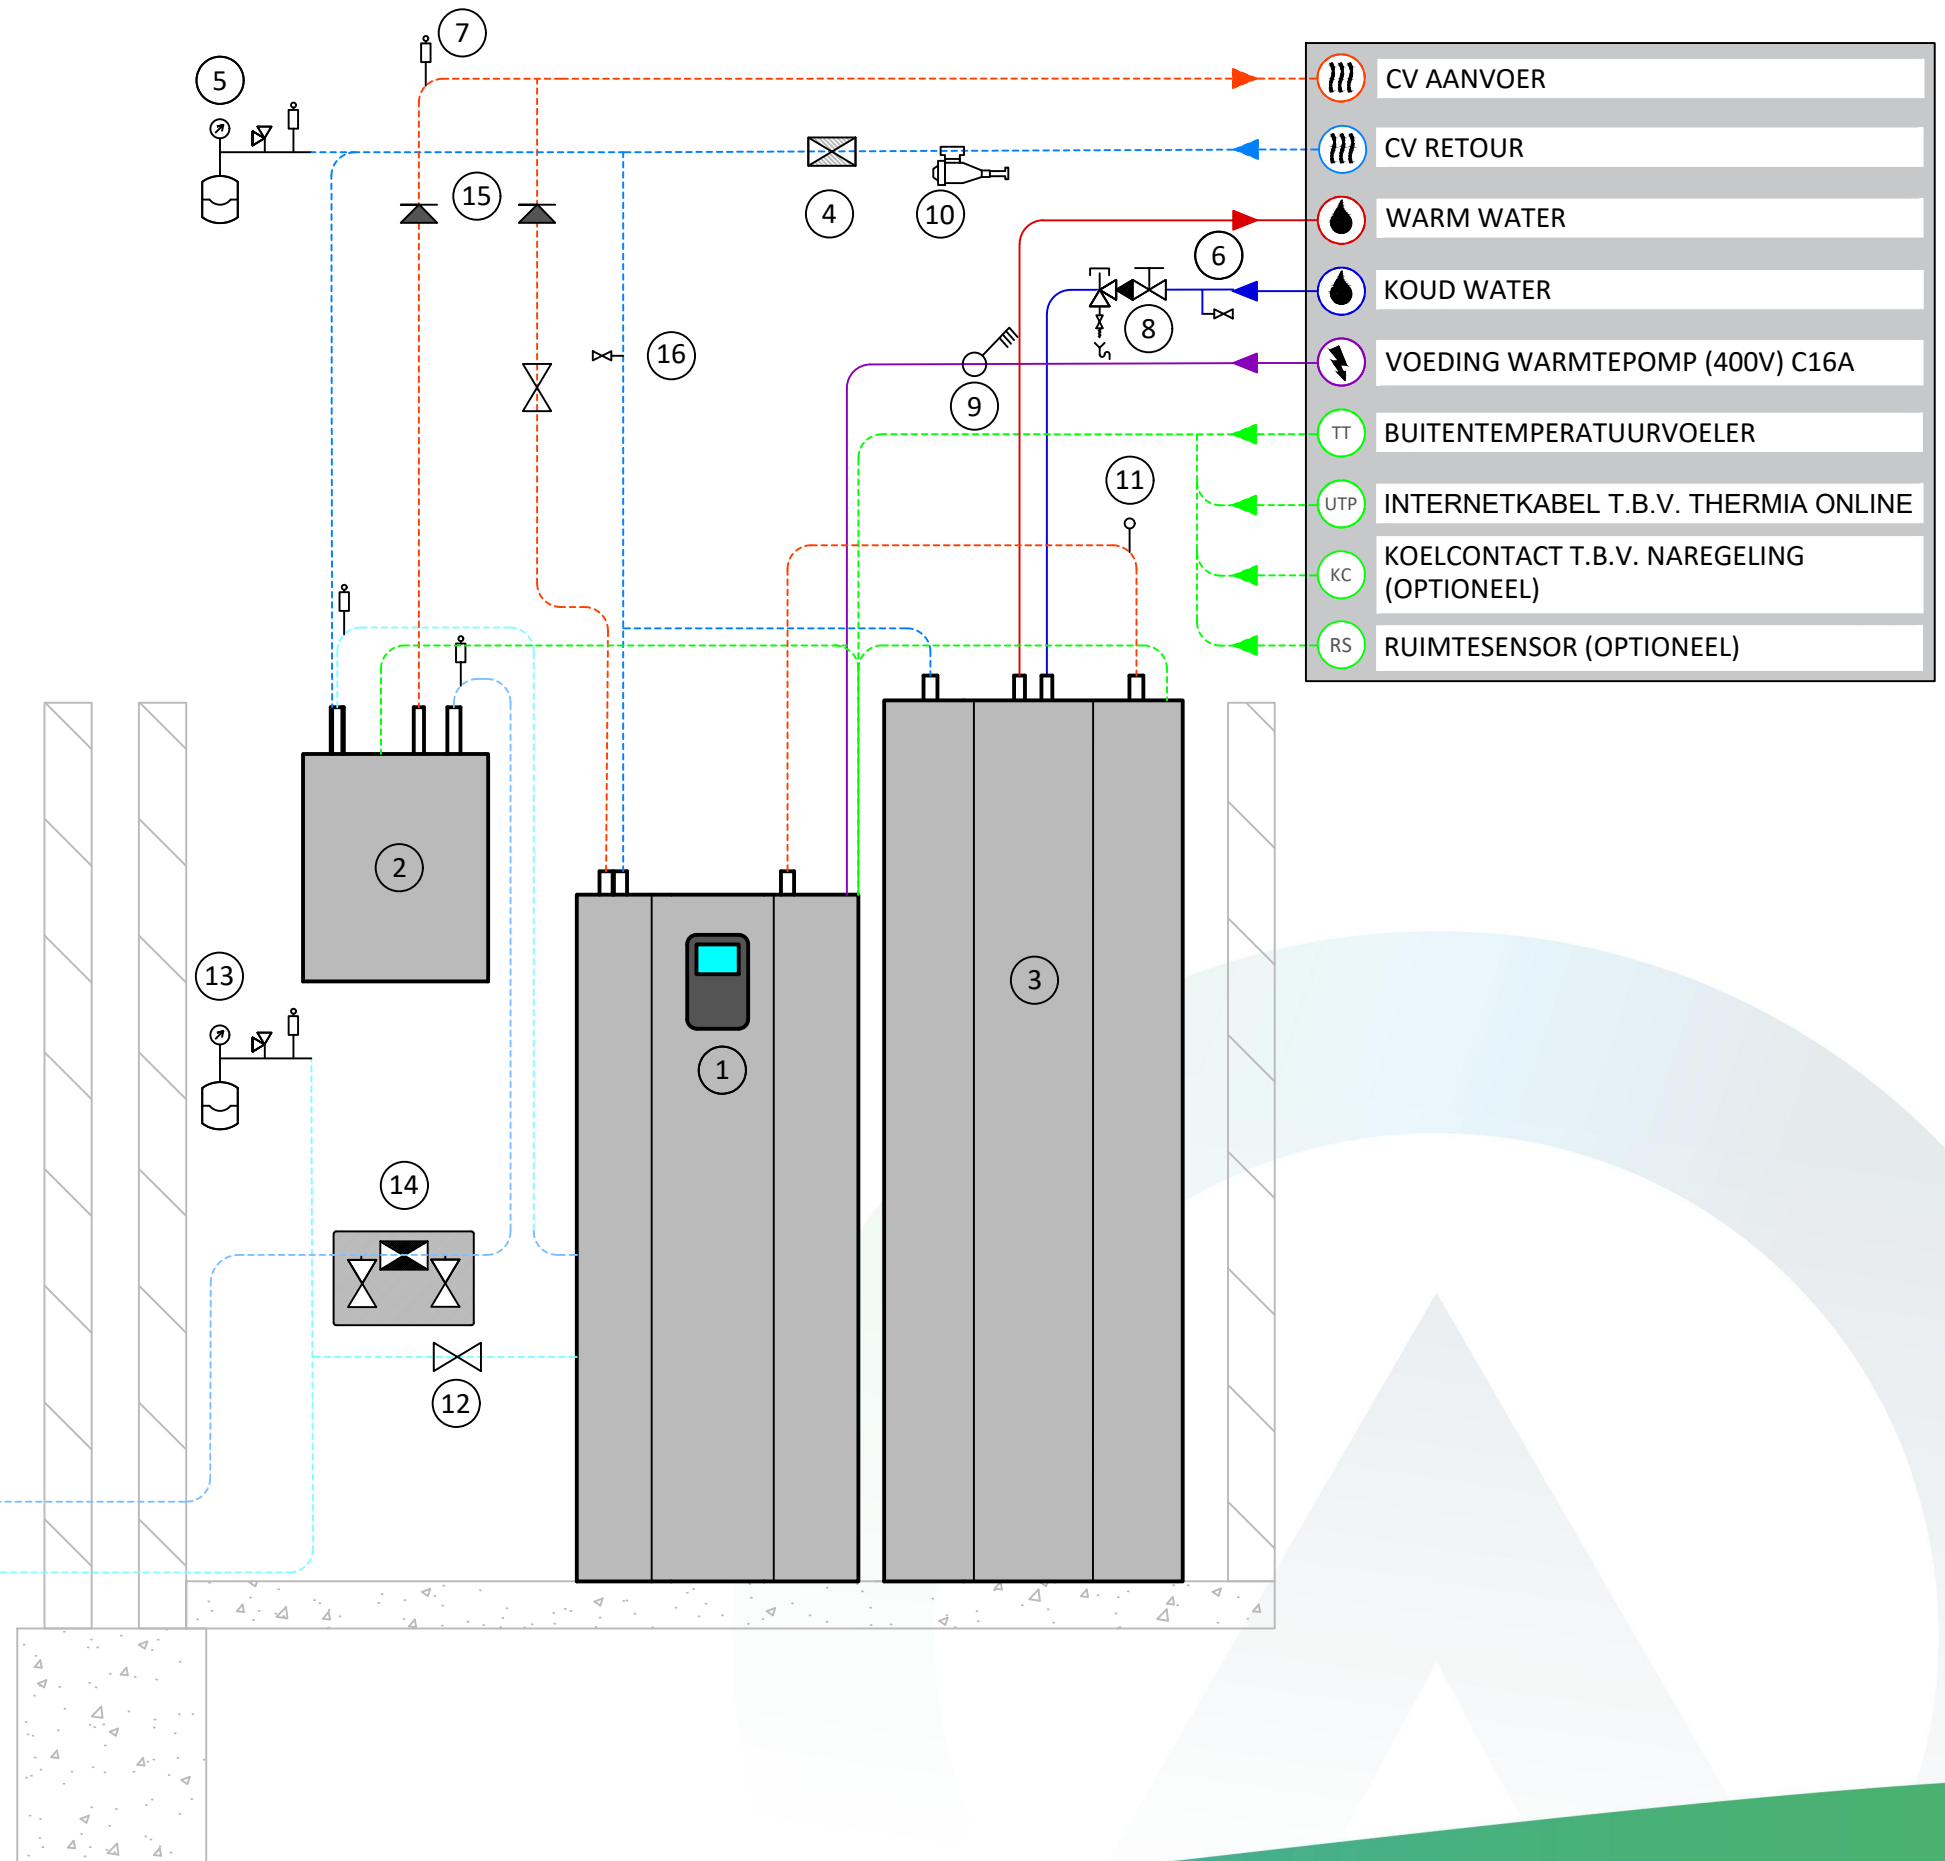 7
5
CV AANVOER
CV RETOUR
15
4
10
WARM WATER
6
KOUD WATER
8
16
VOEDING WARMTEPOMP (400V) C16A
9
TT
BUITENTEMPERATUURVOELER
11
UTP
INTERNETKABEL T.B.V. THERMIA ONLINE
KC
KOELCONTACT T.B.V. NAREGELING
(OPTIONEEL)
RS
RUIMTESENSOR (OPTIONEEL)
2
13
3
1
14
12